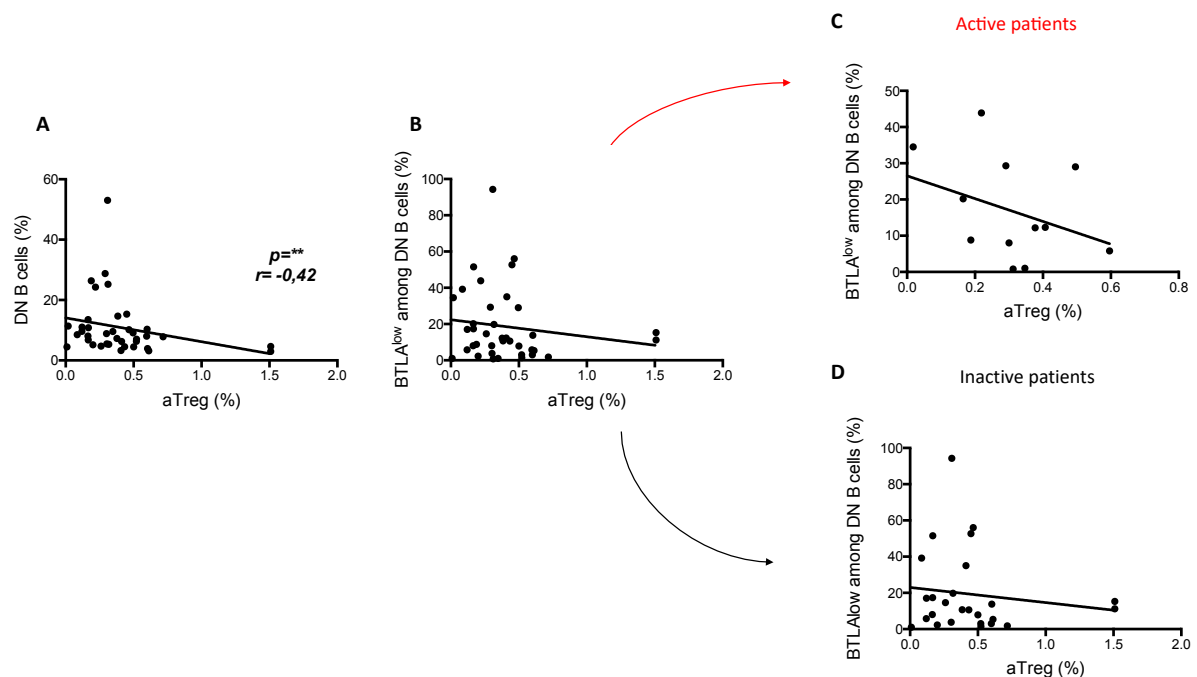 A
DN B cells (%)
60
40
20
0
0.0 0.5 1.0 1.5 2.0
aTreg (%)
p=**
r= -0,42
B
BTLAlow among DN B cells (%)
100
80
60
40
20
0
0.0 0.5 1.0 1.5 2.0
aTreg (%)
C
Active patients
BTLAlow among DN B cells (%)
50
40
30
20
10
0
0.0 0.2 0.4 0.6 0.8
aTreg (%)
D
Inactive patients
BTLAlow among DN B cells (%)
100
80
60
40
20
0
0.0 0.5 1.0 1.5 2.0
aTreg (%)